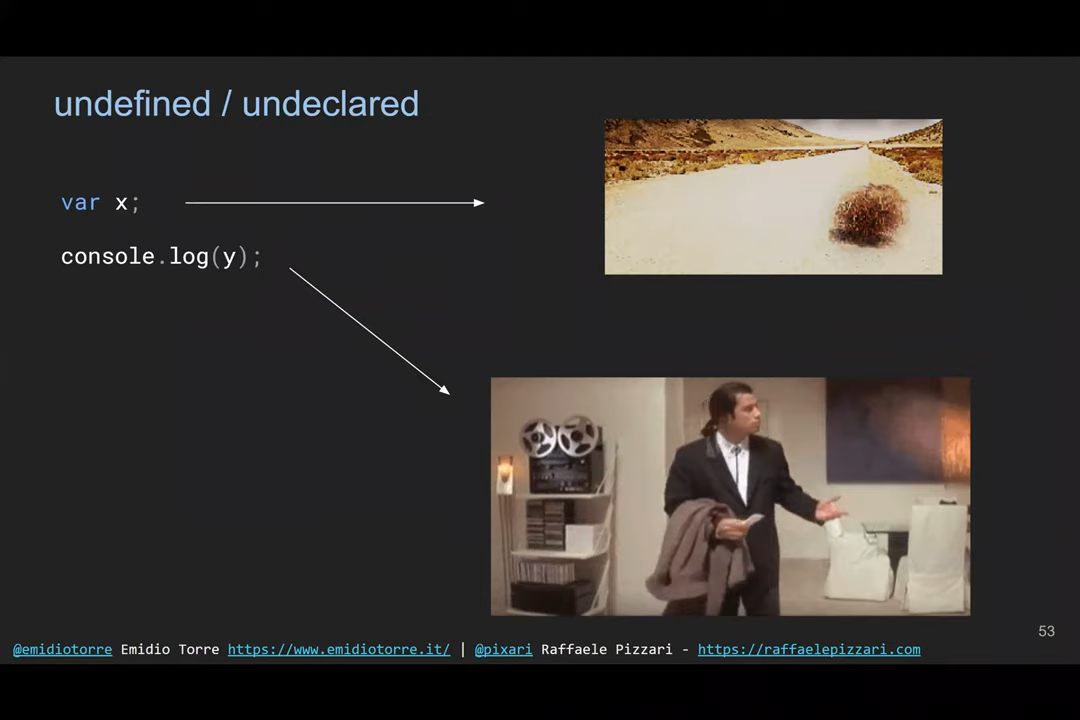 undefined / undeclared
var x;
console.log(y);
53
@emidiotorre Emidio Torre https://www.emidiotorre.it/ | @pixari Raffaele Pizzari - https://raffaelepizzari.com